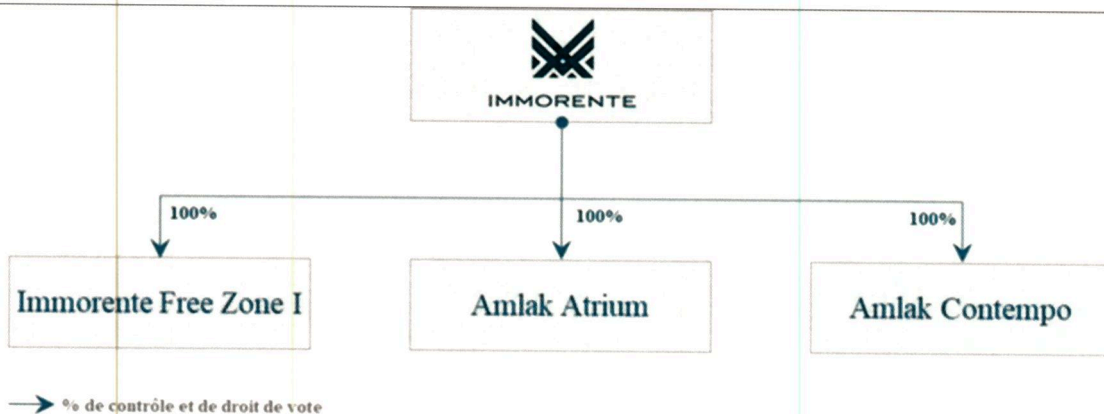 IMMORENTE
100%
100%
100%
Immorente Free Zone I
Amlak Atrium
Amlak Contempo
% de contrôle et de droit de vote